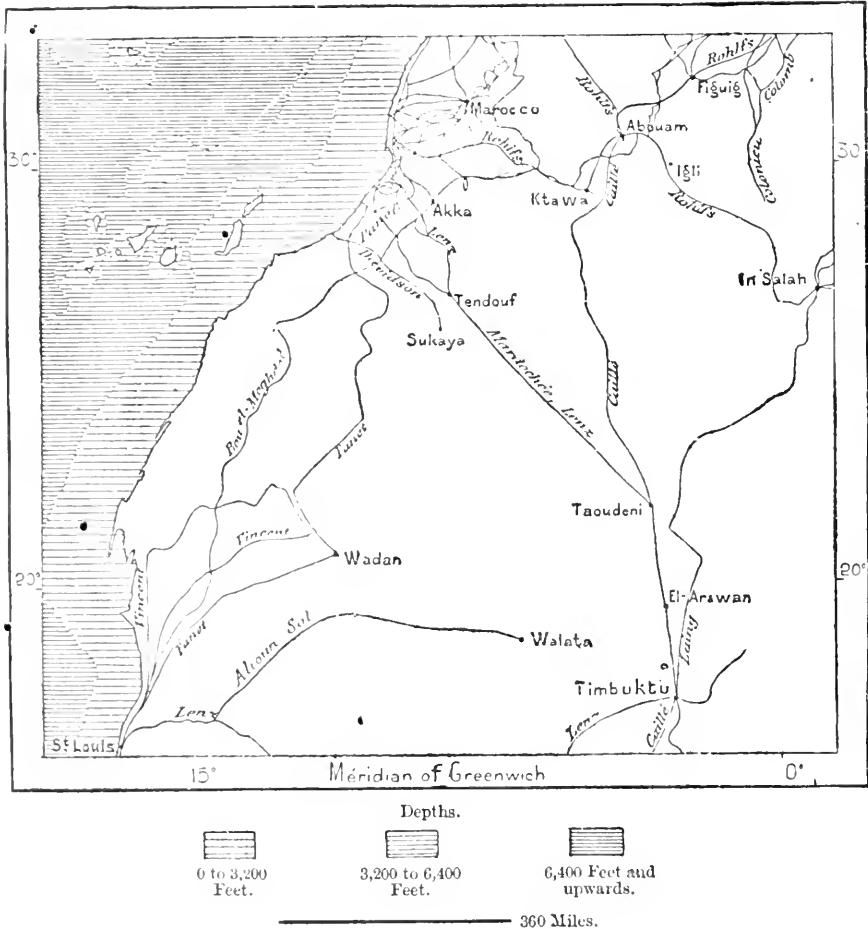 Rohlfs
Rohlfs
Figuig
Colomb
Marocco
Abouam
30°
30
Rohlfs
Igli
Caillé
Colonieu
Ktawa
Rohlfs
Akka
Panet
Lenz
In Salah
Davidson
Tendouf
Sukaya
Caillé
Lenz
Bou el-Moghdad
Panet
Taoudeni
Vincent
Wadan
20°
20°
Vincent
El-Arawan
Panet
Laing
Alioun Sol
Walata
Timbuktu
Lenz
Lenz
Caillé
St Louis
15°
Méridian of Greenwich
0°
Depths.
0 to 3,200
Feet.
3,200 to 6,400
Feet.
6,400 Feet and
upwards.
360 Miles.